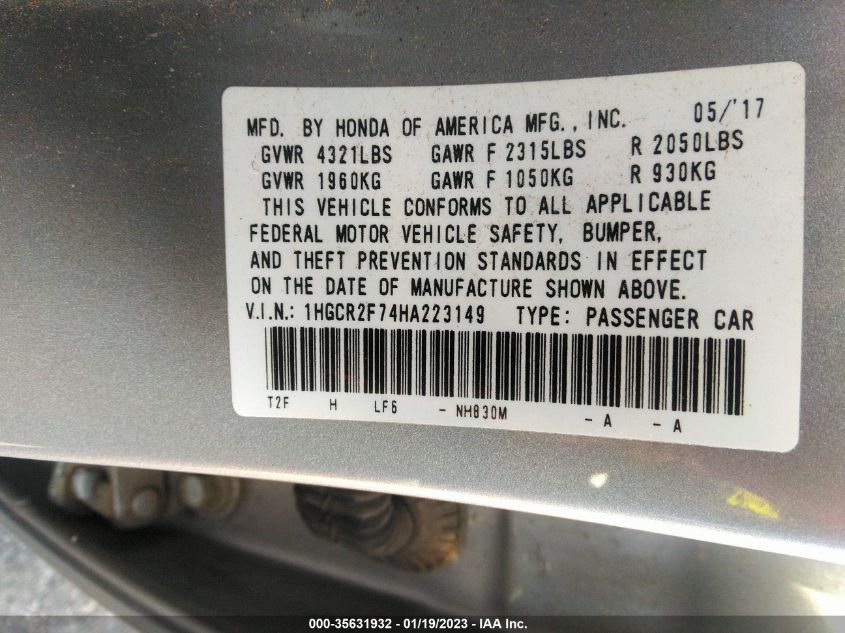 MFD. BY HONDA OF AMERICA MFG., INC. 05/'17
GVWR 4321LBS GAWR F 2315LBS R 2050LBS
GVWR 1960KG GAWR F 1050KG R 930KG
THIS VEHICLE CONFORMS TO ALL APPLICABLE
FEDERAL MOTOR VEHICLE SAFETY, BUMPER,
AND THEFT PREVENTION STANDARDS IN EFFECT
ON THE DATE OF MANUFACTURE SHOWN ABOVE.
V.I.N.: 1HGCR2F74HA223149 TYPE: PASSENGER CAR
T2F H LF6 - NH830M - A - A
000-35631932 - 01/19/2023 - IAA Inc.